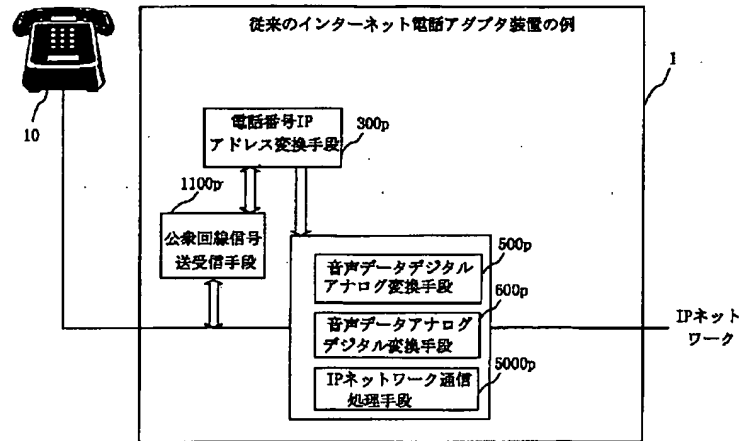 従来のインターネット電話アダプタ装置の例
1
10
電話番号IP
アドレス変換手段
300p
1100p
公衆回線信号
送受信手段
500p
音声データデジタル
アナログ変換手段
600p
音声データアナログ
デジタル変換手段
5000p
IPネットワーク通信
処理手段
IPネット
ワーク